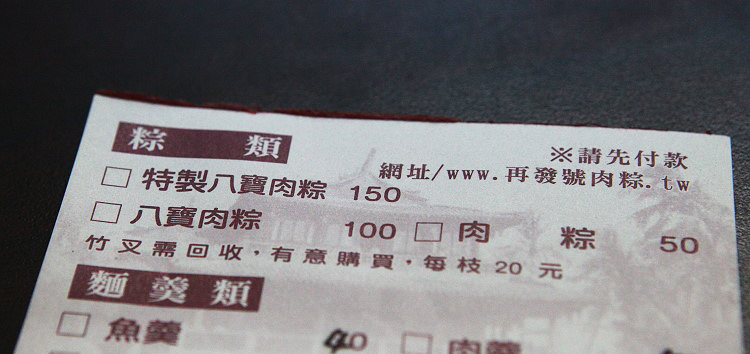 粽 類
※請先付款
網址/www.再發號肉粽.tw
□ 特製八寶肉粽 150
□ 八寶肉粽 100 □ 肉 粽 50
竹叉需回收，有意購買，每枝 20 元
麵羹類
□ 魚羹 40 □ 肉羹